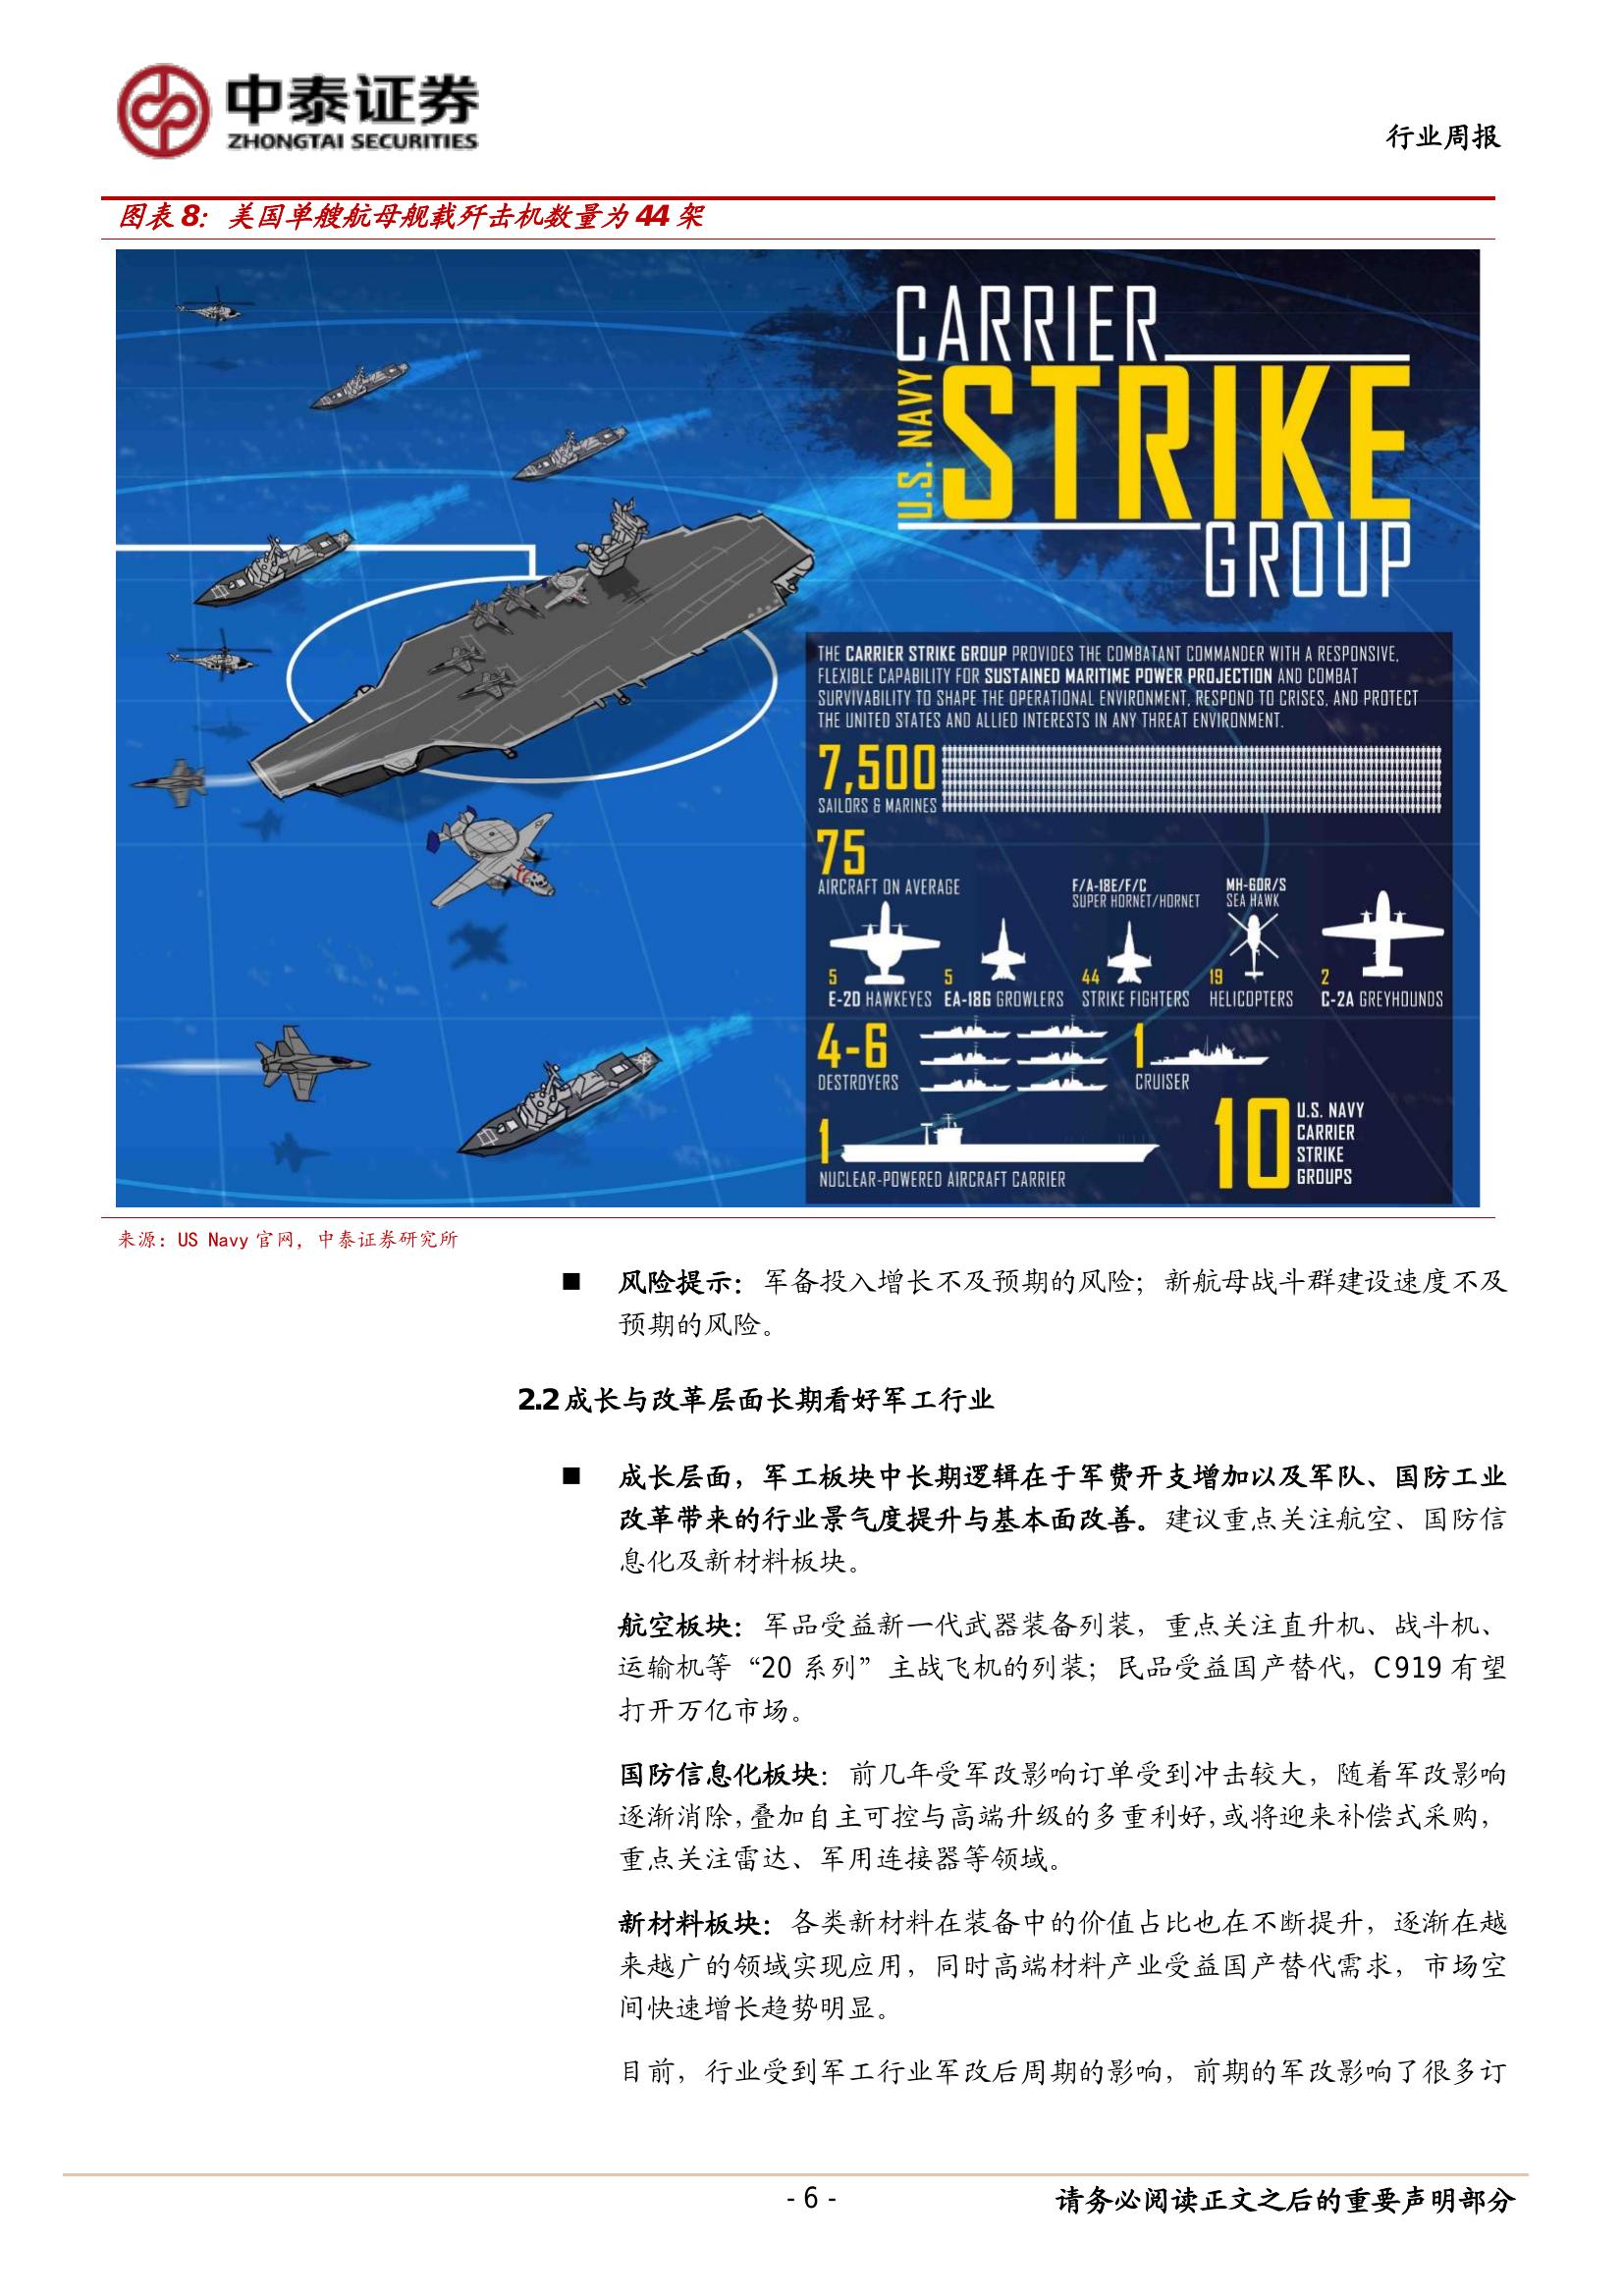 中泰证券
ZHONGTAI SECURITIES
行业周报
图表 8：美国单艘航母舰载歼击机数量为 44 架
CARRIER
U.S. NAVY
STRIKE
GROUP
THE CARRIER STRIKE GROUP PROVIDES THE COMBATANT COMMANDER WITH A RESPONSIVE,
FLEXIBLE CAPABILITY FOR SUSTAINED MARITIME POWER PROJECTION AND COMBAT
SURVIVABILITY TO SHAPE THE OPERATIONAL ENVIRONMENT, RESPOND TO CRISES, AND PROTECT
THE UNITED STATES AND ALLIED INTERESTS IN ANY THREAT ENVIRONMENT.
7,500
SAILORS & MARINES
75
AIRCRAFT ON AVERAGE
F/A-18E/F/C
SUPER HORNET/HORNET
MH-60R/S
SEA HAWK
5
E-2D HAWKEYES
5
EA-18G GROWLERS
44
STRIKE FIGHTERS
19
HELICOPTERS
2
C-2A GREYHOUNDS
4-6
DESTROYERS
1
CRUISER
1
NUCLEAR-POWERED AIRCRAFT CARRIER
10
U.S. NAVY
CARRIER
STRIKE
GROUPS
来源：US Navy 官网，中泰证券研究所
■ 风险提示：军备投入增长不及预期的风险；新航母战斗群建设速度不及
预期的风险。
2.2 成长与改革层面长期看好军工行业
■ 成长层面，军工板块中长期逻辑在于军费开支增加以及军队、国防工业
改革带来的行业景气度提升与基本面改善。建议重点关注航空、国防信
息化及新材料板块。
航空板块：军品受益新一代武器装备列装，重点关注直升机、战斗机、
运输机等“20 系列”主战飞机的列装；民品受益国产替代，C919 有望
打开万亿市场。
国防信息化板块：前几年受军改影响订单受到冲击较大，随着军改影响
逐渐消除，叠加自主可控与高端升级的多重利好，或将迎来补偿式采购，
重点关注雷达、军用连接器等领域。
新材料板块：各类新材料在装备中的价值占比也在不断提升，逐渐在越
来越广的领域实现应用，同时高端材料产业受益国产替代需求，市场空
间快速增长趋势明显。
目前，行业受到军工行业军改后周期的影响，前期的军改影响了很多订
- 6 -
请务必阅读正文之后的重要声明部分